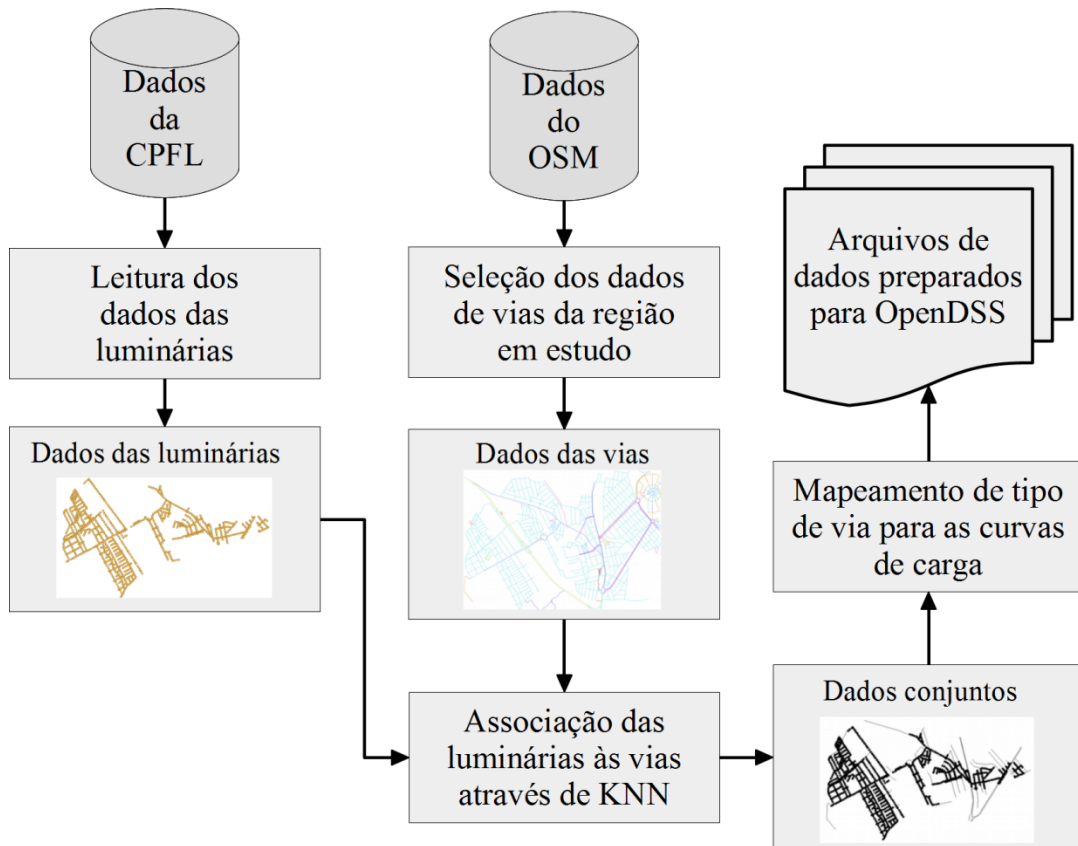 Dados
da
CPFL
Leitura dos
dados das
luminárias
Dados das luminárias
Dados
do
OSM
Seleção dos dados
de vias da região
em estudo
Dados das vias
Associação das
luminárias às vias
através de KNN
Dados conjuntos
Mapeamento de tipo
de via para as curvas
de carga
Arquivos de
dados preparados
para OpenDSS